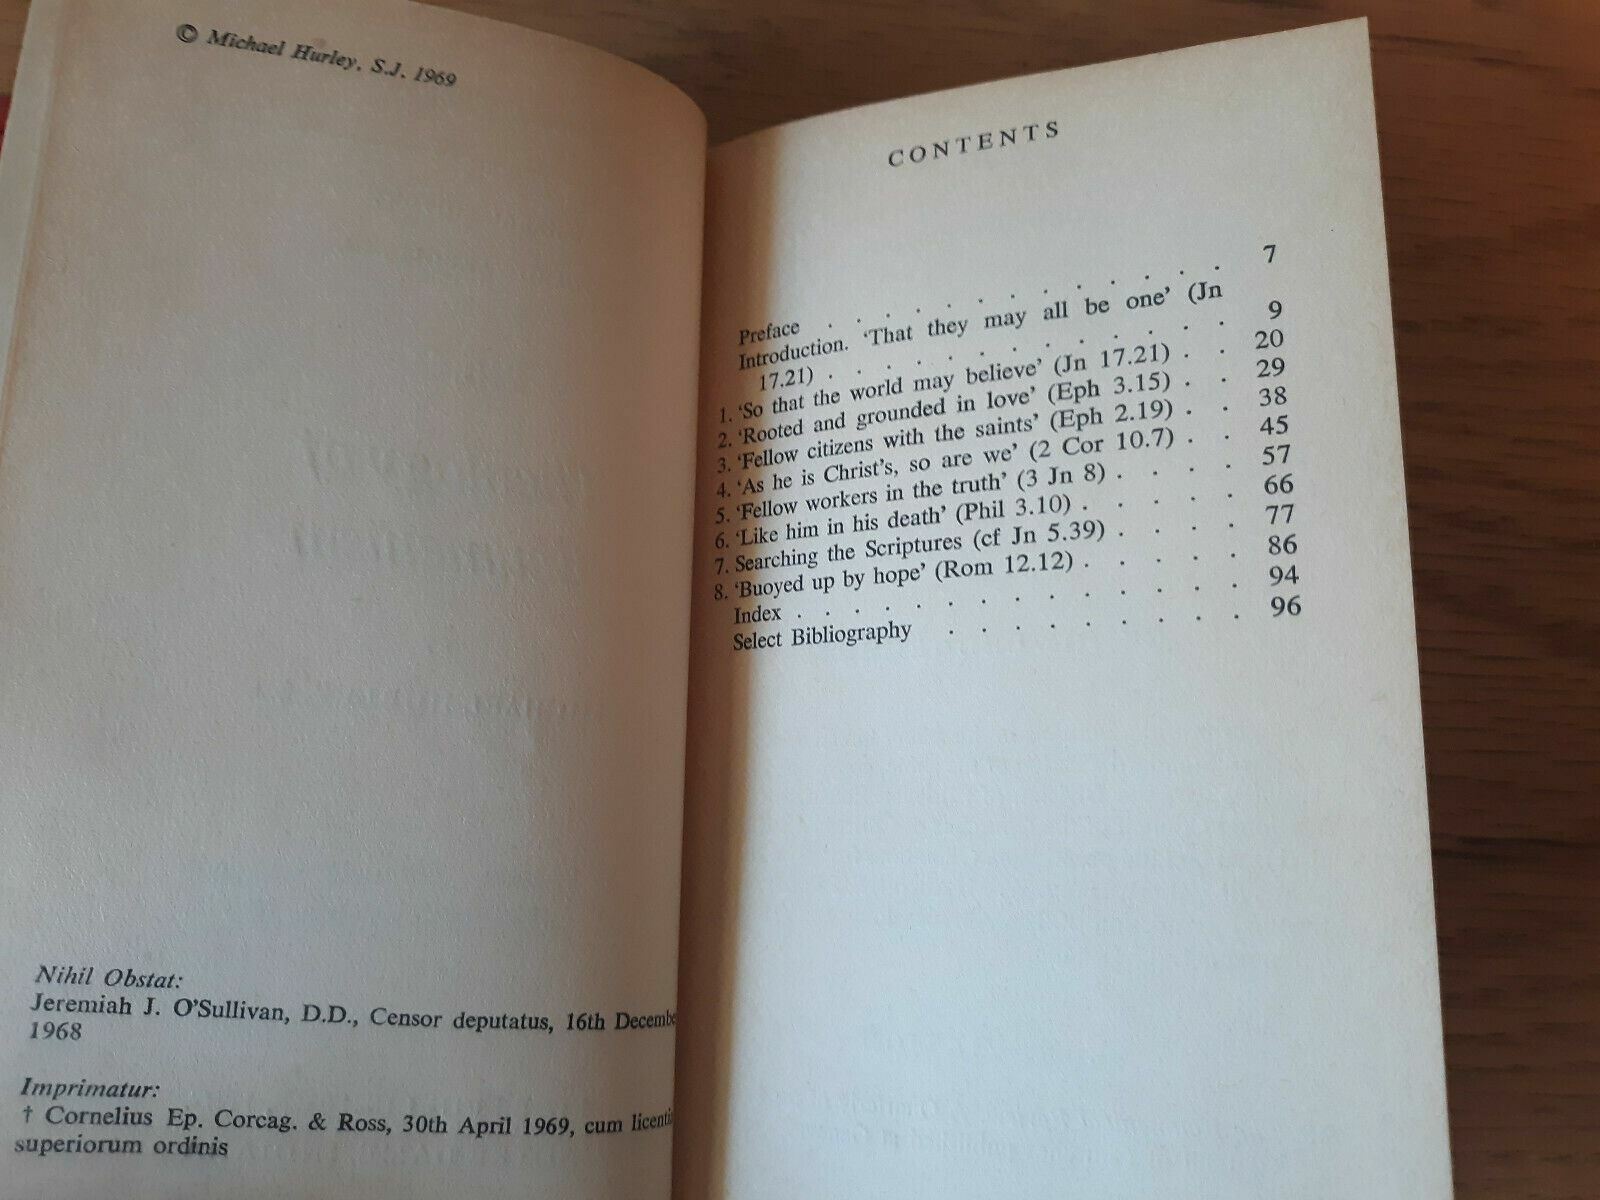 © Michael Hurley, S.J. 1969
Nihil Obstat:
Jeremiah J. O'Sullivan, D.D., Censor deputatus, 16th Decembe
1968
Imprimatur:
† Cornelius Ep. Corcag. & Ross, 30th April 1969, cum licenti
superiorum ordinis
CONTENTS
Preface . . . . . . . . . . . . . 7
Introduction. 'That they may all be one' (Jn
17.21) . . . . . . . . . . . . . 9
1. 'So that the world may believe' (Jn 17.21) . . 20
2. 'Rooted and grounded in love' (Eph 3.15) . . 29
3. 'Fellow citizens with the saints' (Eph 2.19) . . 38
4. 'As he is Christ's, so are we' (2 Cor 10.7) . . 45
5. 'Fellow workers in the truth' (3 Jn 8) . . . . 57
6. 'Like him in his death' (Phil 3.10) . . . . . 66
7. Searching the Scriptures (cf Jn 5.39) . . . . 77
8. 'Buoyed up by hope' (Rom 12.12) . . . . . 86
Index . . . . . . . . . . . . . . 94
Select Bibliography . . . . . . . . . . 96